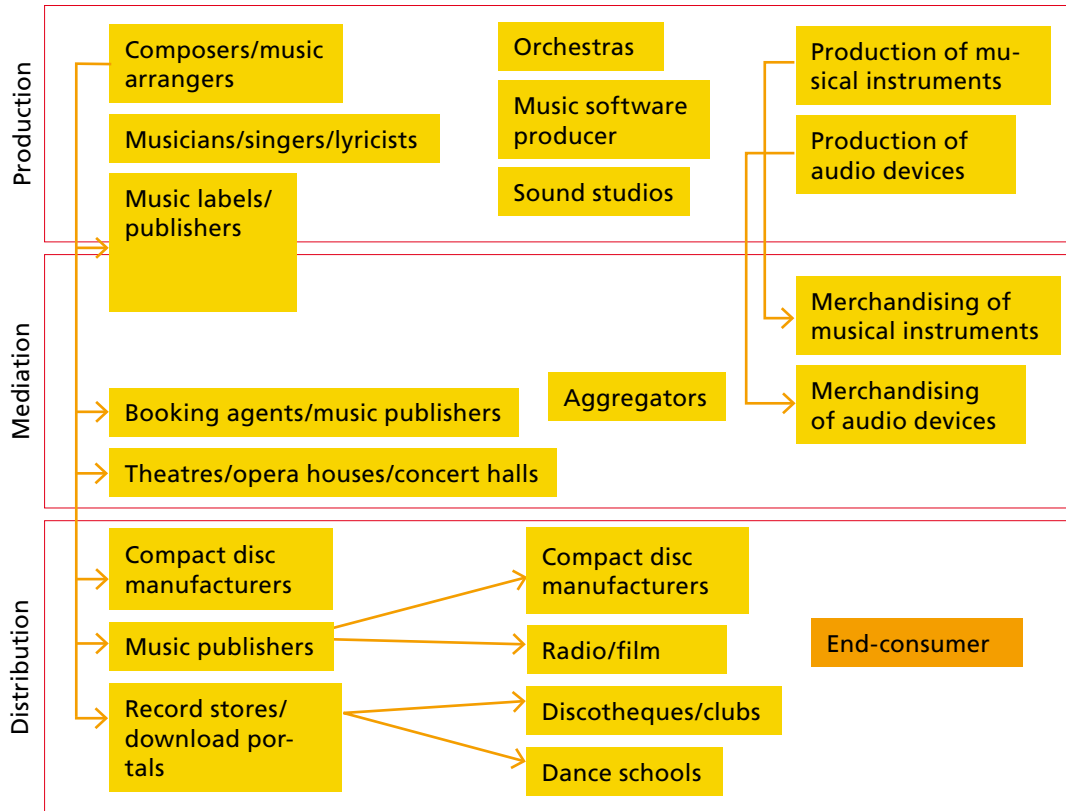 Production
Composers/music
arrangers
Musicians/singers/lyricists
Music labels/
publishers
Orchestras
Music software
producer
Sound studios
Production of mu-
sical instruments
Production of
audio devices
Mediation
Booking agents/music publishers
Theatres/opera houses/concert halls
Aggregators
Merchandising of
musical instruments
Merchandising
of audio devices
Distribution
Compact disc
manufacturers
Music publishers
Record stores/
download por-
tals
Compact disc
manufacturers
Radio/film
Discotheques/clubs
Dance schools
End-consumer